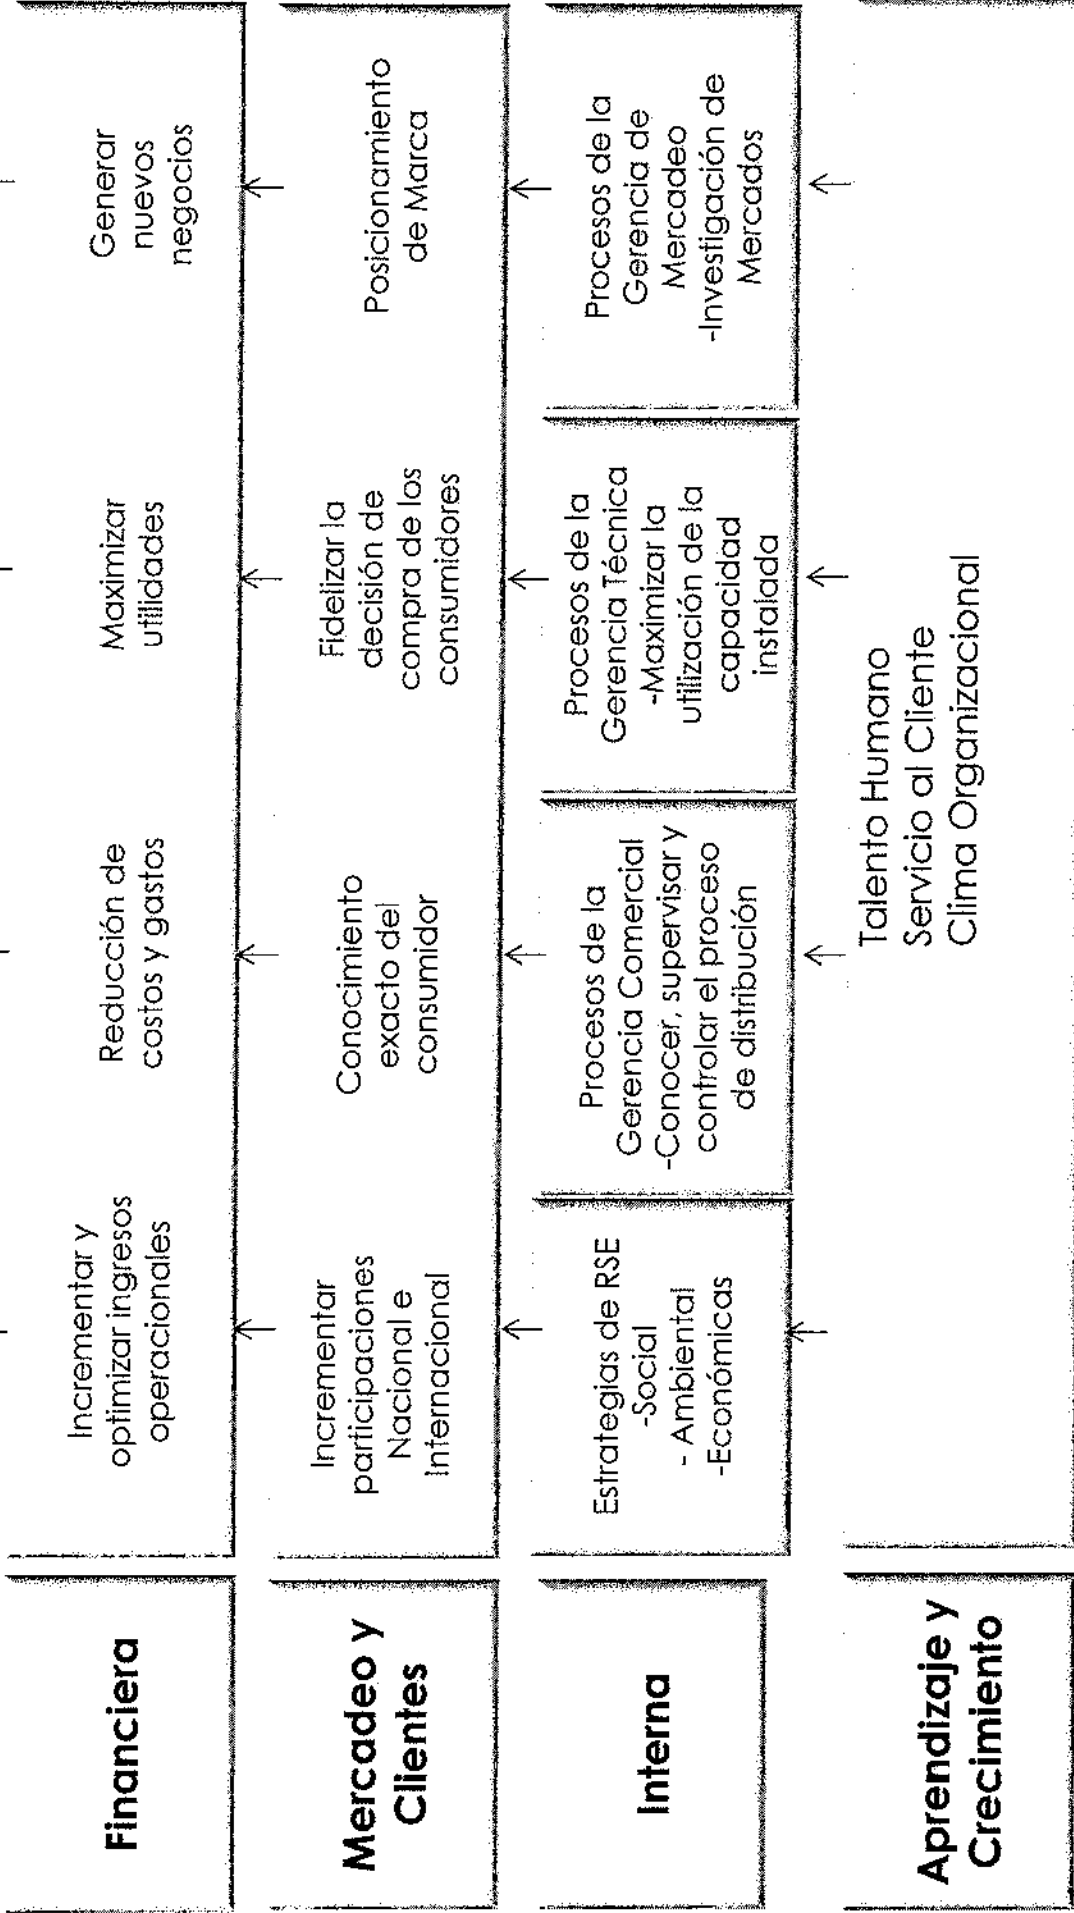 Financiera
Incrementar y
optimizar ingresos
operacionales
Reducción de
costos y gastos
Maximizar
utilidades
Generar
nuevos
negocios
Mercadeo y
Clientes
Incrementar
participaciones
Nacional e
Internacional
Conocimiento
exacto del
consumidor
Fidelizar la
decisión de
compra de los
consumidores
Posicionamiento
de Marca
Interna
Estrategias de RSE
-Social
- Ambiental
-Económicas
Procesos de la
Gerencia Comercial
-Conocer, supervisar y
controlar el proceso
de distribución
Procesos de la
Gerencia Técnica
-Maximizar la
utilización de la
capacidad
instalada
Procesos de la
Gerencia de
Mercadeo
-Investigación de
Mercados
Aprendizaje y
Crecimiento
Talento Humano
Servicio al Cliente
Clima Organizacional